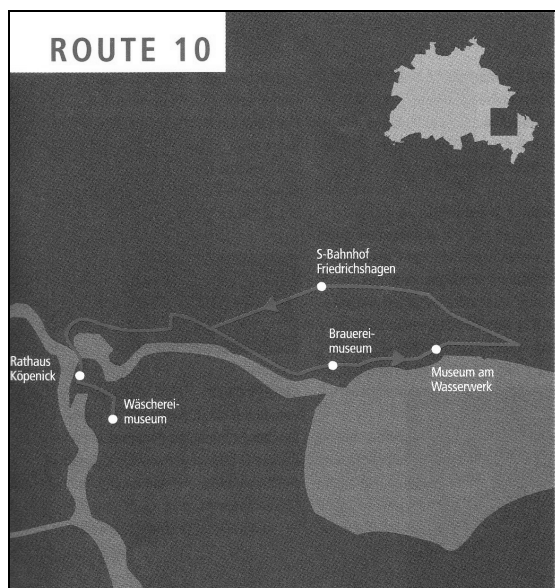 ROUTE 10
S-Bahnhof
Friedrichshagen
Brauerei-
museum
Museum am
Wasserwerk
Rathaus
Köpenick
Wäscherei-
museum